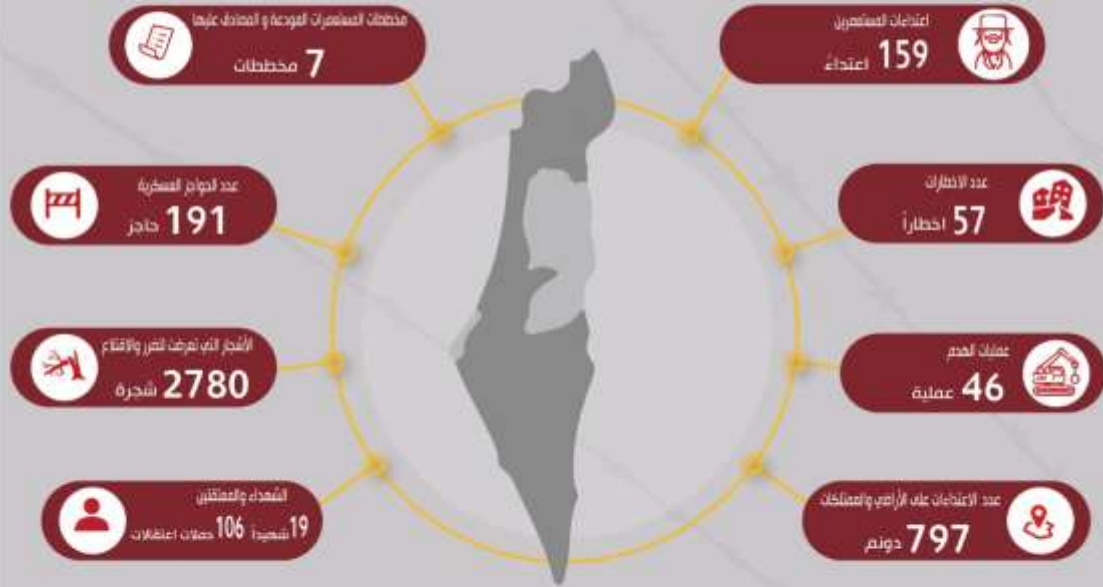 اعتداءات المستعمرين
159 اعتداءً
مخططات المستعمرات المودعة و المصادق عليها
7 مخططات
عدد الاخطارات
57 اخطاراً
عدد الحواجز العسكرية
191 حاجز
عمليات الهدم
46 عملية
الأشجار التي تعرضت للضرر والاقتلاع
2780 شجرة
عدد الاعتداءات على الأراضي والممتلكات
797 دونم
الشهداء والمعتقلين
19 شهيداً 106 حملات اعتقالات